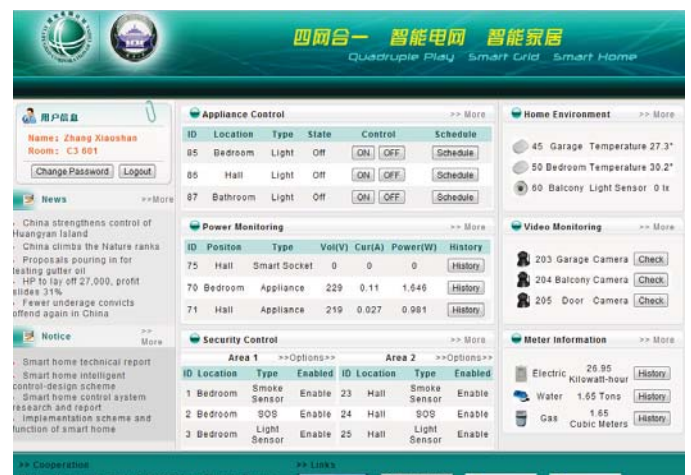 四网合一 智能电网 智能家居
Quadruple Play Smart Grid Smart Home
用户信息
Name: Zhang Xiaoshan
Room: C3 601
Change Password Logout
News >>More
China strengthens control of
Huangyan Island
China climbs the Nature ranka
Proposals pouring in for
testing gutter oil
HP to lay off 27,000, profit
slides 31%
Fewer underage convicts
offend again in China
Notice >> More
Smart home technical report
Smart home intelligent
control-design scheme
Smart home control system
research and report
Implementation scheme and
function of smart home
Appliance Control >> More
ID Location Type State Control Schedule
85 Bedroom Light Off ON OFF Schedule
86 Hall Light Off ON OFF Schedule
87 Bathroom Light Off ON OFF Schedule
Power Monitoring >> More
ID Positon Type Vol(V) Cur(A) Power(W) History
75 Hall Smart Socket 0 0 0 History
70 Bedroom Appliance 229 0.11 1.646 History
71 Hall Appliance 219 0.027 0.981 History
Security Control >> More
Area 1 >>Options>> Area 2 >>Options>>
ID Location Type Enabled ID Location Type Enabled
1 Bedroom Smoke Sensor Enable 23 Hall Smoke Sensor Enable
2 Bedroom SOS Enable 24 Hall SOS Enable
3 Bedroom Light Sensor Enable 25 Hall Light Sensor Enable
Home Environment >> More
45 Garage Temperature 27.3°
50 Bedroom Temperature 30.2°
60 Balcony Light Sensor 0 lx
Video Monitoring >> More
203 Garage Camera Check
204 Balcony Camera Check
205 Door Camera Check
Meter Information >> More
Electric 26.95 Kilowatt-hour History
Water 1.65 Tons History
Gas 1.65 Cubic Meters History
>> Cooperation >> Links